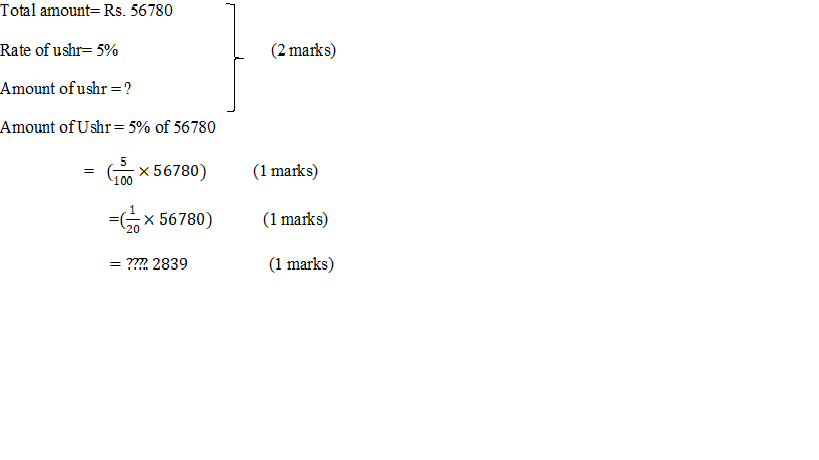 Total amount= Rs. 56780
Rate of ushr= 5% (2 marks)
Amount of ushr = ?
Amount of Ushr = 5% of 56780
= (5/100 × 56780) (1 marks)
=(1/20 × 56780) (1 marks)
= ????. 2839 (1 marks)